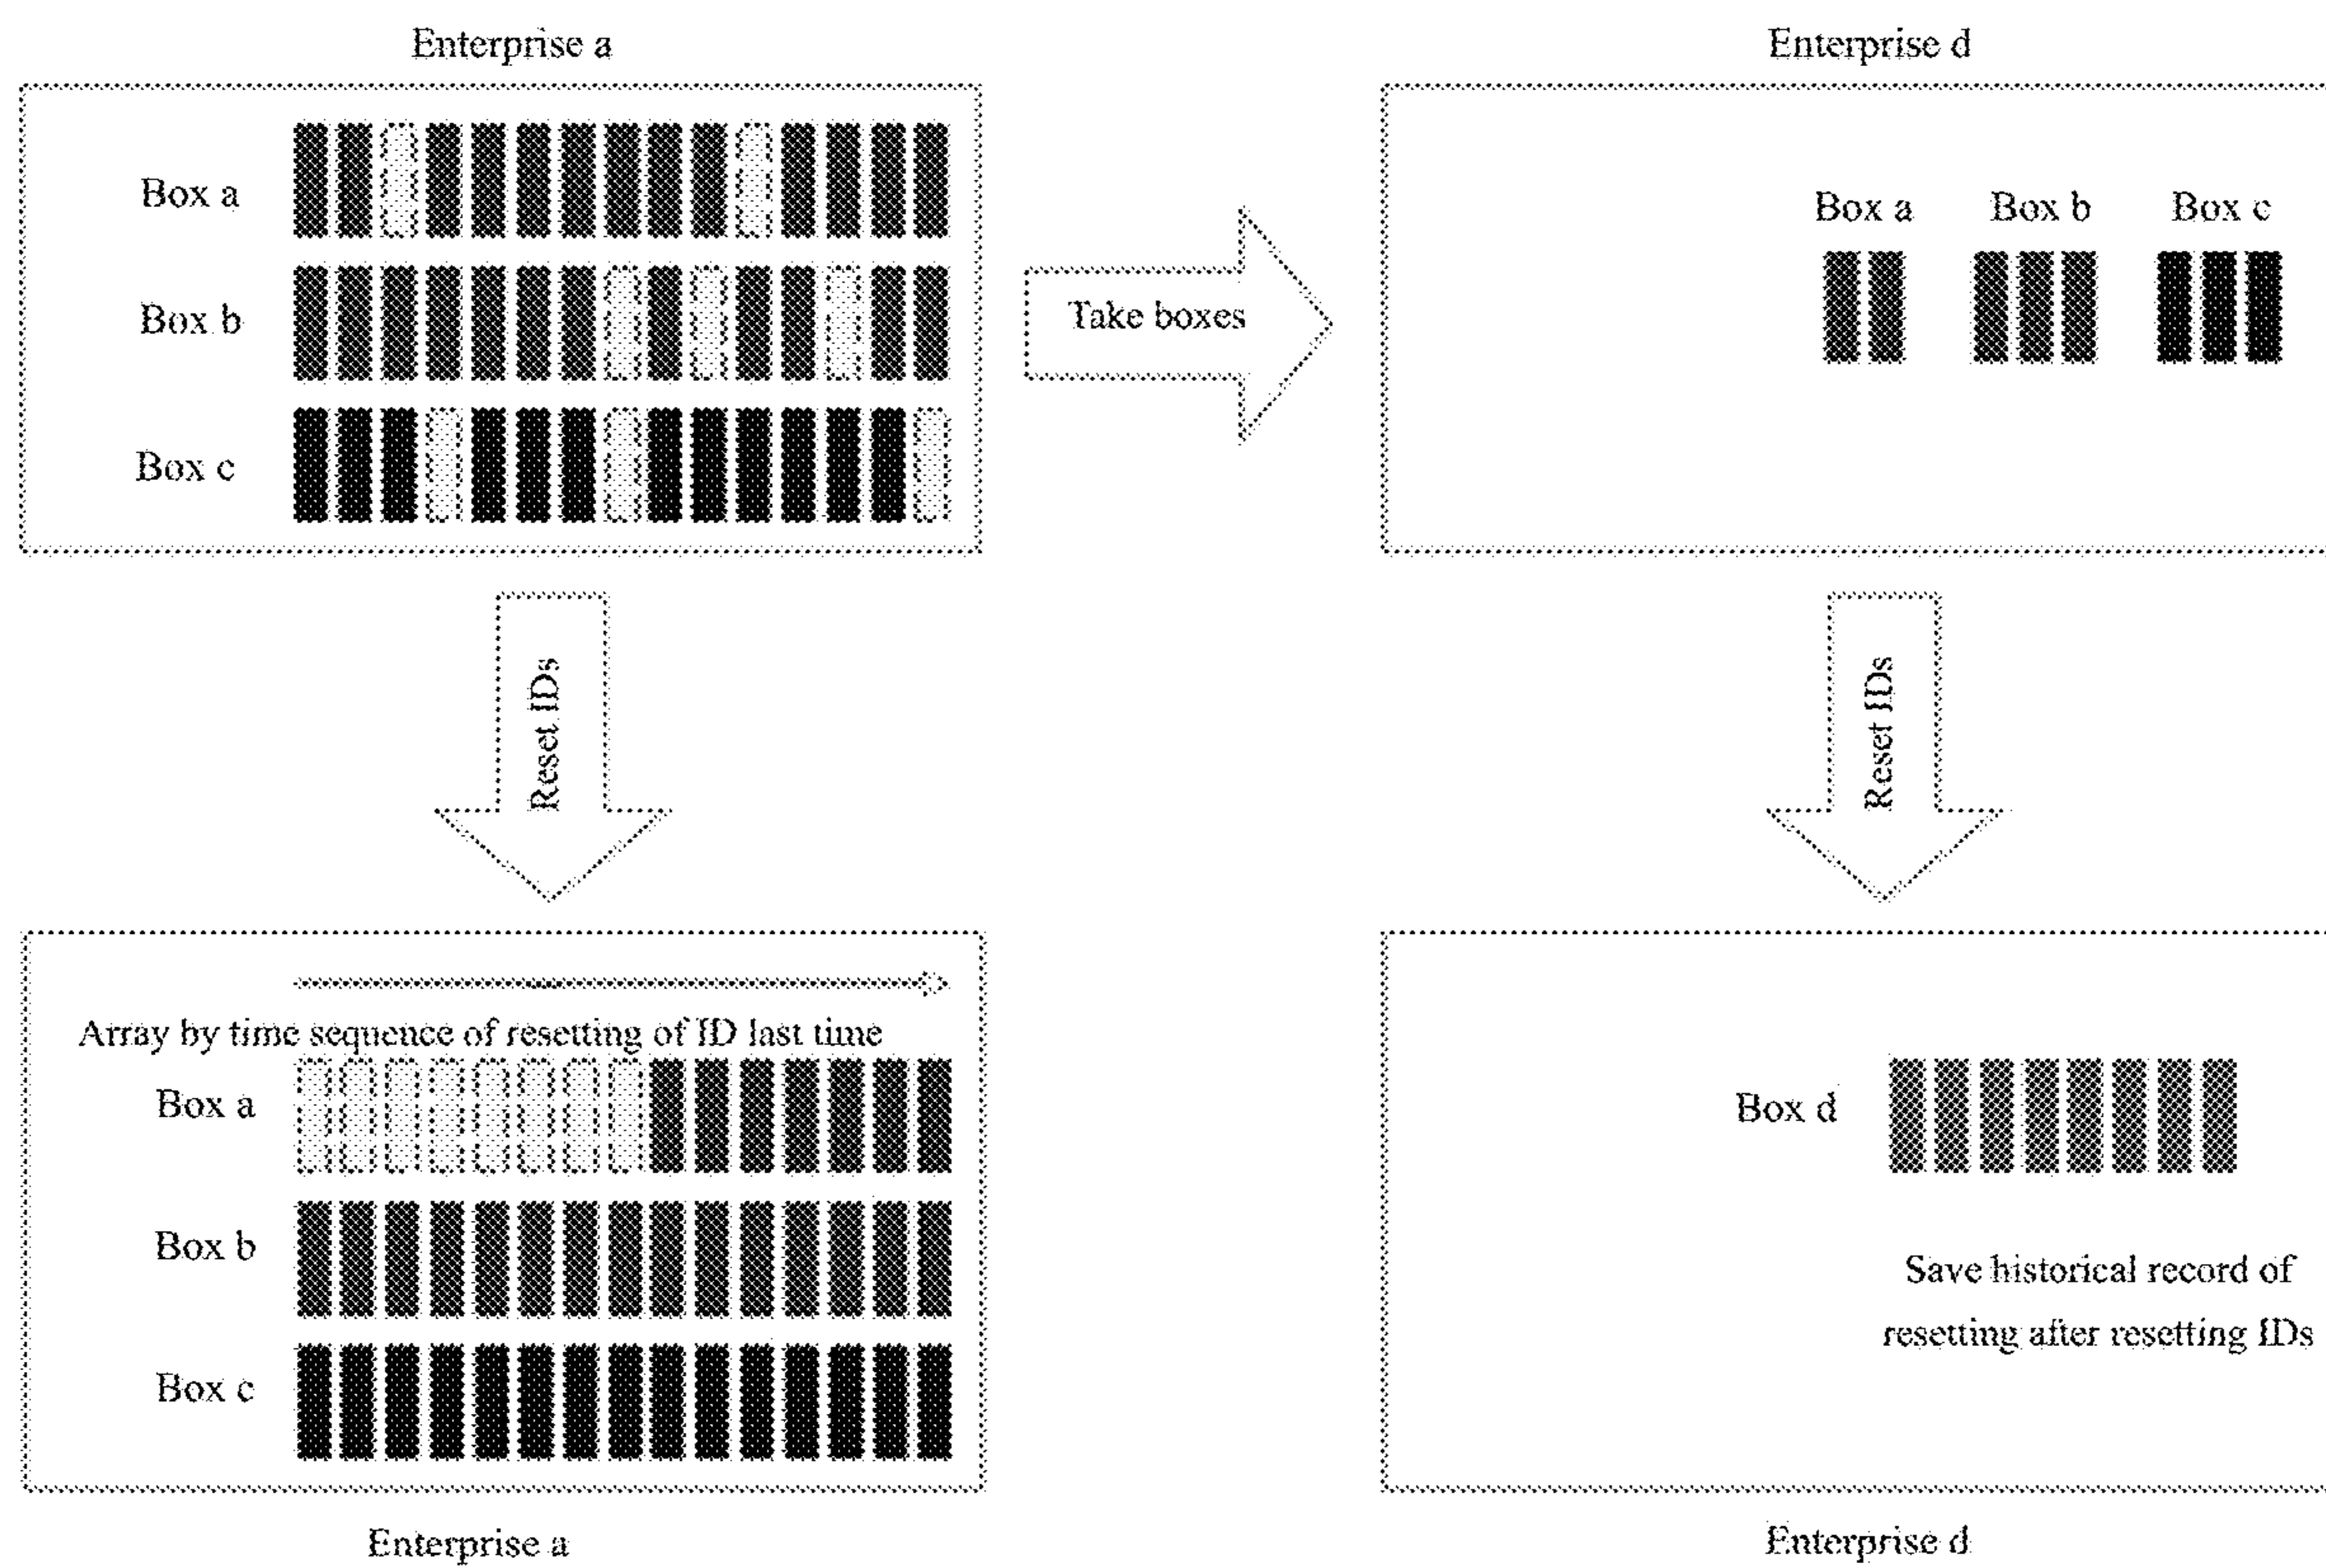 Enterprise a
Enterprise d
Box a
Box b
Box c
Take boxes
Box a
Box b
Box c
Reset IDs
Reset IDs
Array by time sequence of resetting of ID last time
Box a
Box b
Box c
Box d
Save historical record of
resetting after resetting IDs
Enterprise a
Enterprise d